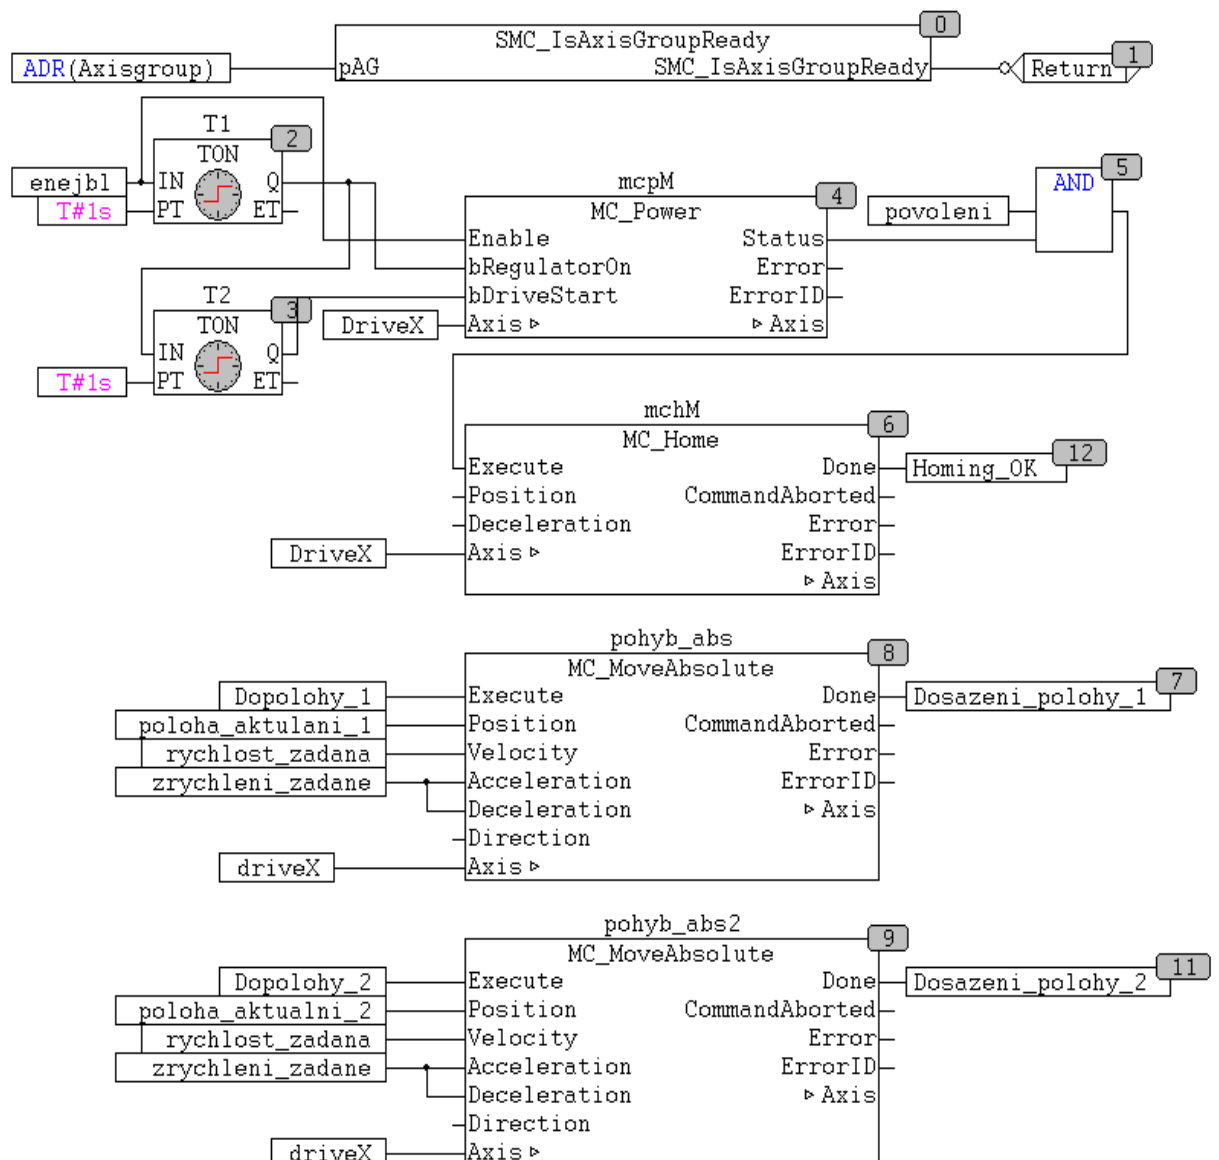 0
SMC_IsAxisGroupReady
ADR(Axisgroup) pAG SMC_IsAxisGroupReady Return 1
T1
2
TON
enejbl IN Q
T#1s PT ET
mcpM
4
MC_Power
Enable Status
bRegulatorOn Error
bDriveStart ErrorID
DriveX Axis Axis
povoleni
AND
5
T2
3
TON
IN Q
T#1s PT ET
mchM
6
MC_Home
Execute Done Homing_OK 12
Position CommandAborted
Deceleration Error
DriveX Axis ErrorID
Axis
pohyb_abs
8
MC_MoveAbsolute
Dopolohy_1 Execute Done Dosazeni_polohy_1 7
poloha_aktulani_1 Position CommandAborted
rychlost_zadana Velocity Error
zrychleni_zadane Acceleration ErrorID
Deceleration Axis
Direction
driveX Axis
pohyb_abs2
9
MC_MoveAbsolute
Dopolohy_2 Execute Done Dosazeni_polohy_2 11
poloha_aktualni_2 Position CommandAborted
rychlost_zadana Velocity Error
zrychleni_zadane Acceleration ErrorID
Deceleration Axis
Direction
driveX Axis